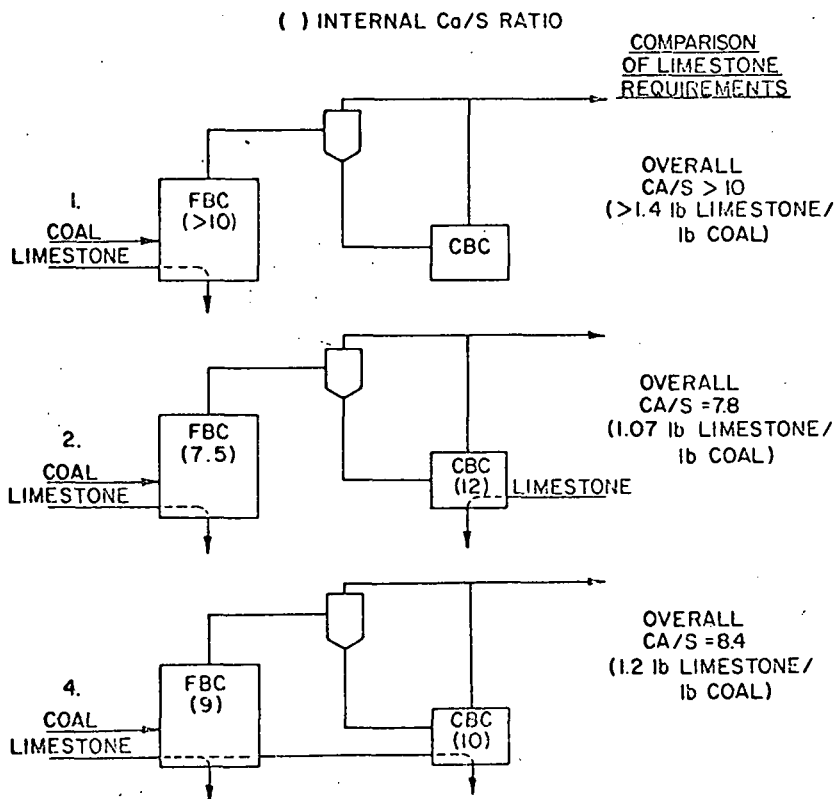 ( ) INTERNAL Ca/S RATIO
COMPARISON
OF LIMESTONE
REQUIREMENTS
1.
COAL
LIMESTONE
FBC
(>10)
CBC
OVERALL
CA/S > 10
(>1.4 lb LIMESTONE/
lb COAL)
2.
COAL
LIMESTONE
FBC
(7.5)
CBC
(12)
LIMESTONE
OVERALL
CA/S =7.8
(1.07 lb LIMESTONE/
lb COAL)
4.
COAL
LIMESTONE
FBC
(9)
CBC
(10)
OVERALL
CA/S =8.4
(1.2 lb LIMESTONE/
lb COAL)